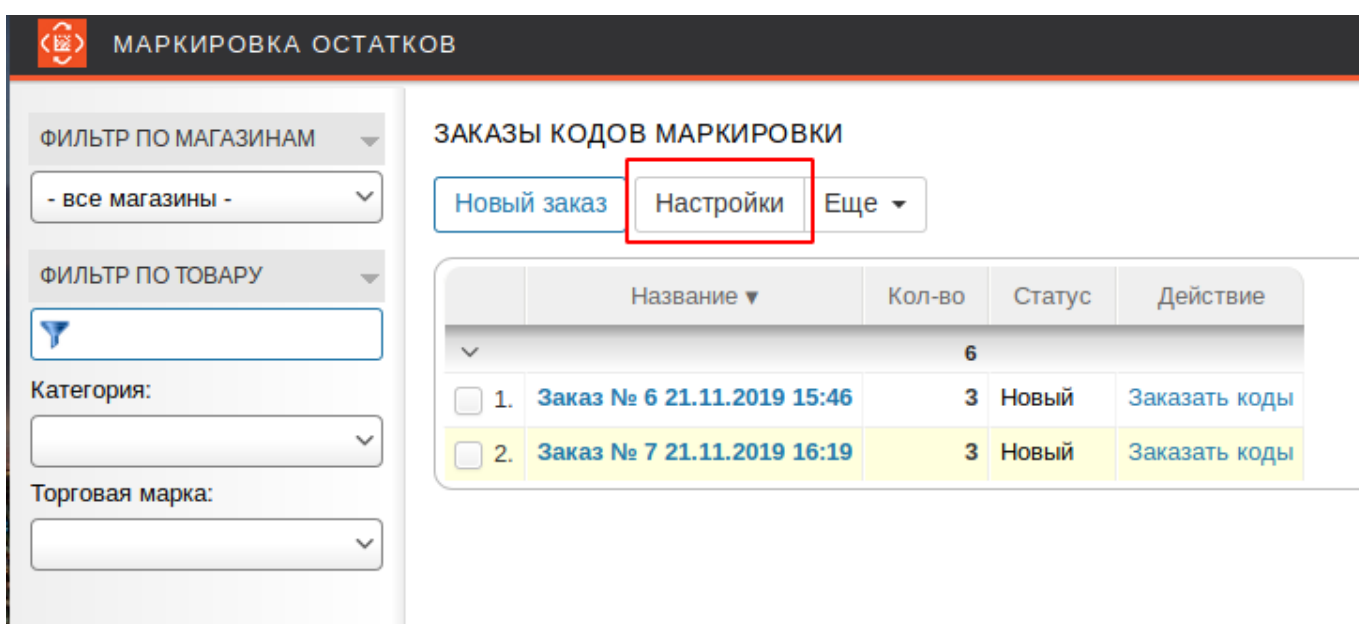 МАРКИРОВКА ОСТАТКОВ
ФИЛЬТР ПО МАГАЗИНАМ
- все магазины -
ФИЛЬТР ПО ТОВАРУ
Категория:
Торговая марка:
ЗАКАЗЫ КОДОВ МАРКИРОВКИ
Новый заказ Настройки Еще
Название Кол-во Статус Действие
6
1. Заказ № 6 21.11.2019 15:46 3 Новый Заказать коды
2. Заказ № 7 21.11.2019 16:19 3 Новый Заказать коды